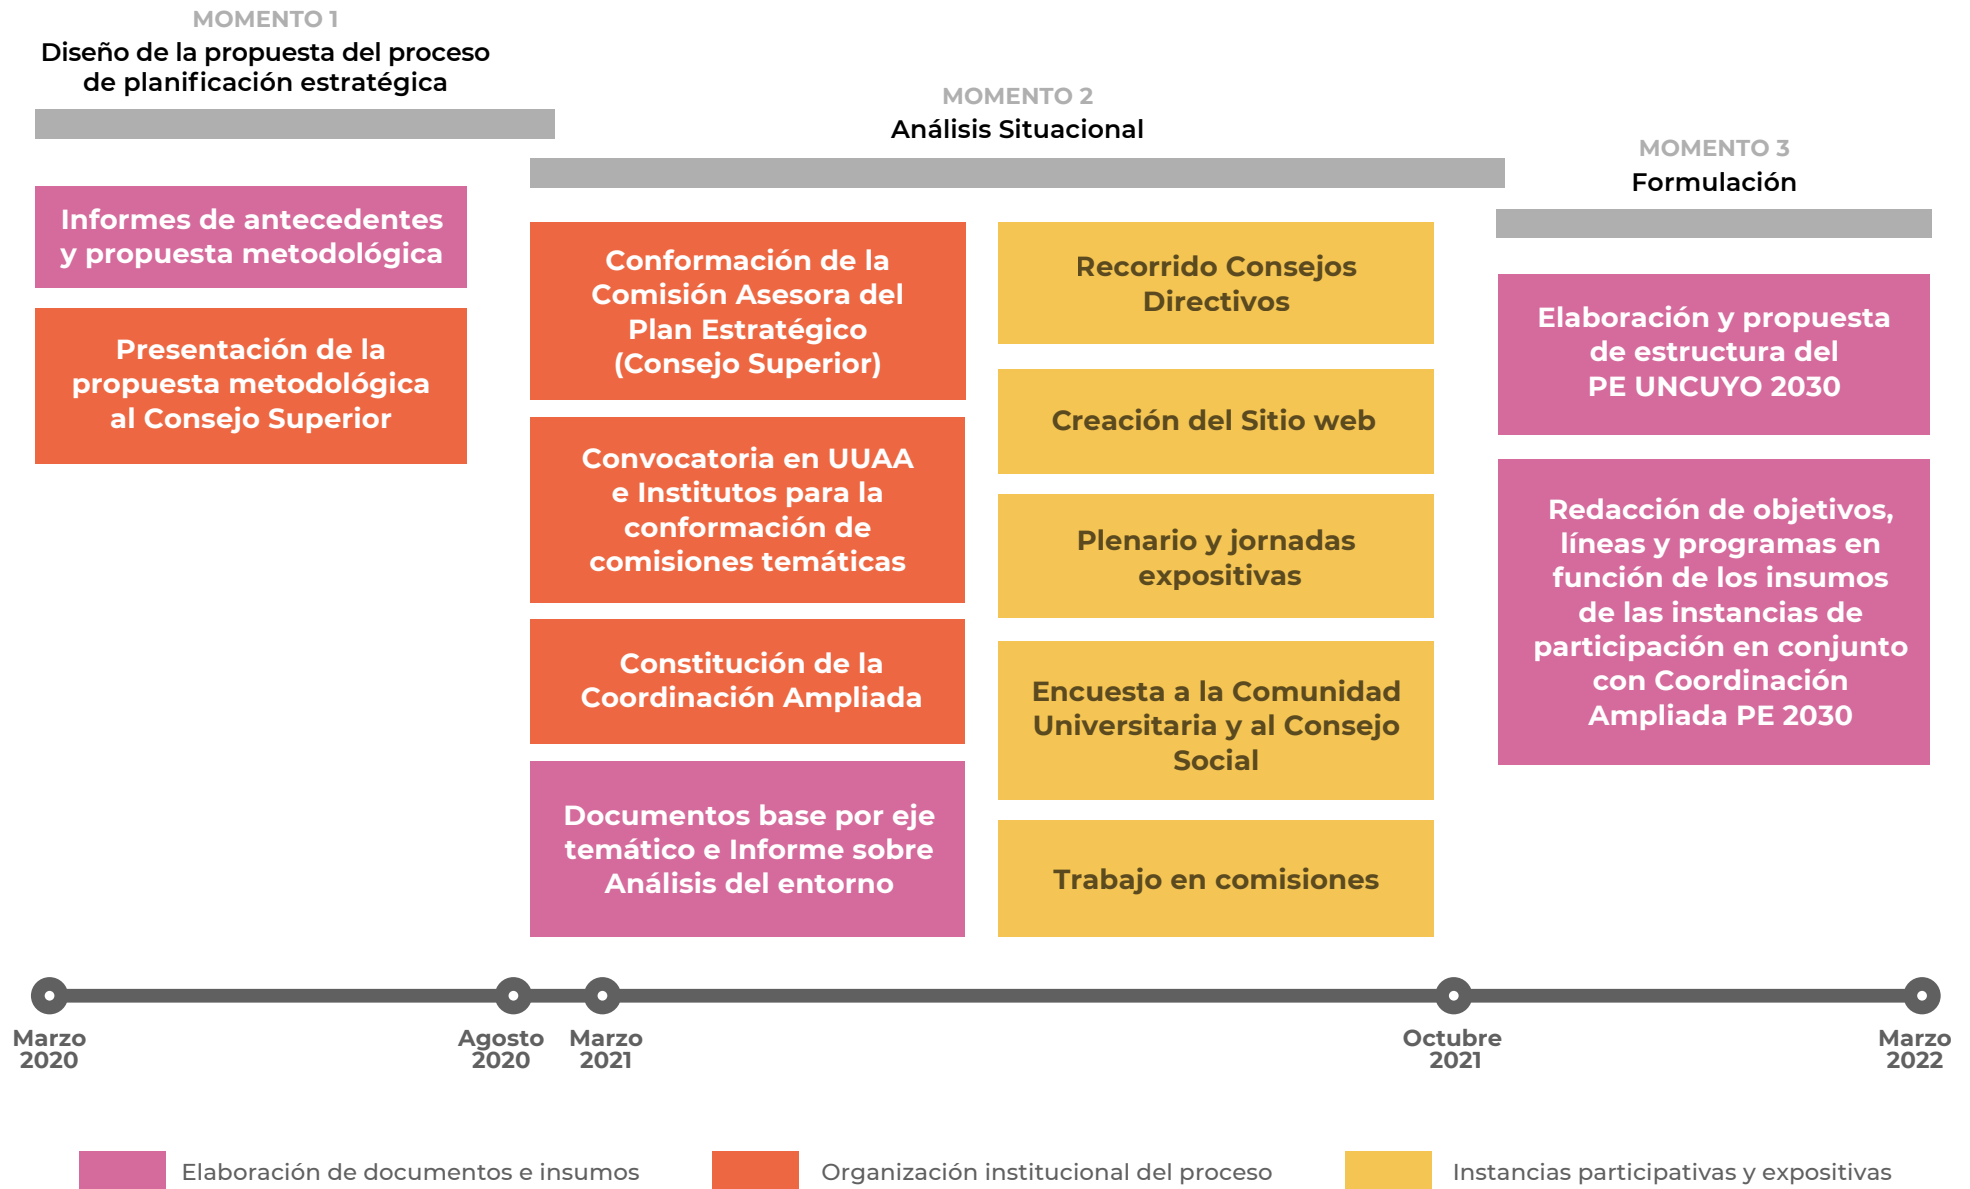 MOMENTO 1
Diseño de la propuesta del proceso
de planificación estratégica
Informes de antecedentes
y propuesta metodológica
Presentación de la
propuesta metodológica
al Consejo Superior
MOMENTO 2
Análisis Situacional
Conformación de la
Comisión Asesora del
Plan Estratégico
(Consejo Superior)
Convocatoria en UUAA
e Institutos para la
conformación de
comisiones temáticas
Constitución de la
Coordinación Ampliada
Documentos base por eje
temático e Informe sobre
Análisis del entorno
Recorrido Consejos
Directivos
Creación del Sitio web
Plenario y jornadas
expositivas
Encuesta a la Comunidad
Universitaria y al Consejo
Social
Trabajo en comisiones
MOMENTO 3
Formulación
Elaboración y propuesta
de estructura del
PE UNCUYO 2030
Redacción de objetivos,
líneas y programas en
función de los insumos
de las instancias de
participación en conjunto
con Coordinación
Ampliada PE 2030
Marzo
2020
Agosto
2020
Marzo
2021
Octubre
2021
Marzo
2022
Elaboración de documentos e insumos
Organización institucional del proceso
Instancias participativas y expositivas